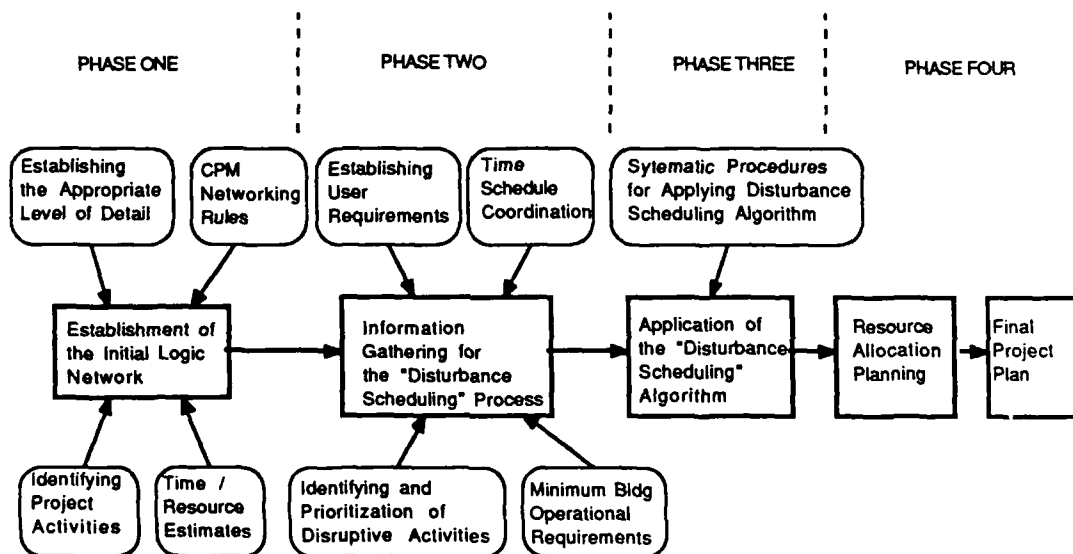 PHASE ONE
PHASE TWO
PHASE THREE
PHASE FOUR
Establishing
the Appropriate
Level of Detail
CPM
Networking
Rules
Establishing
User
Requirements
Time
Schedule
Coordination
Sytematic Procedures
for Applying Disturbance
Scheduling Algorithm
Establishment of
the Initial Logic
Network
Information
Gathering for
the "Disturbance
Scheduling" Process
Application of
the "Disturbance
Scheduling"
Algorithm
Resource
Allocation
Planning
Final
Project
Plan
Identifying
Project
Activities
Time /
Resource
Estimates
Identifying and
Prioritization of
Disruptive Activities
Minimum Bldg
Operational
Requirements